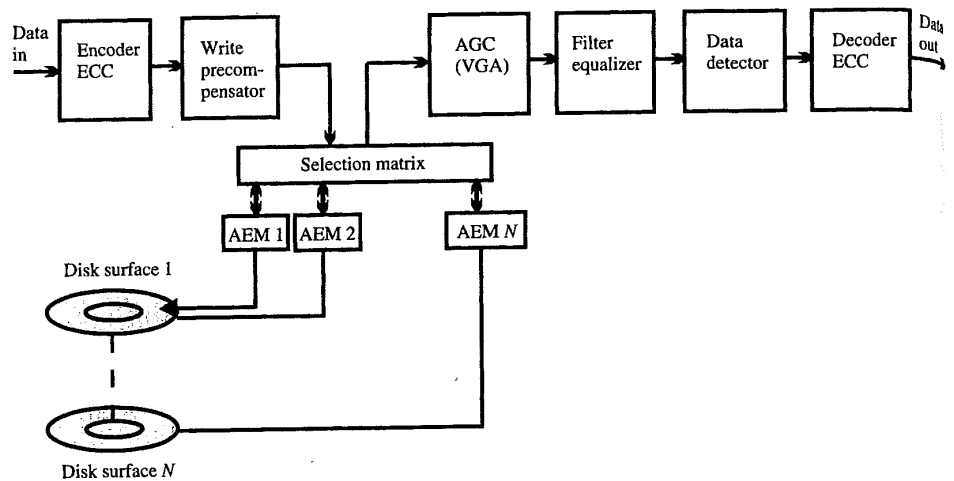 Data
in
Encoder
ECC
Write
precom-
pensator
AGC
(VGA)
Filter
equalizer
Data
detector
Decoder
ECC
Data
out
Selection matrix
AEM 1
AEM 2
AEM N
Disk surface 1
Disk surface N